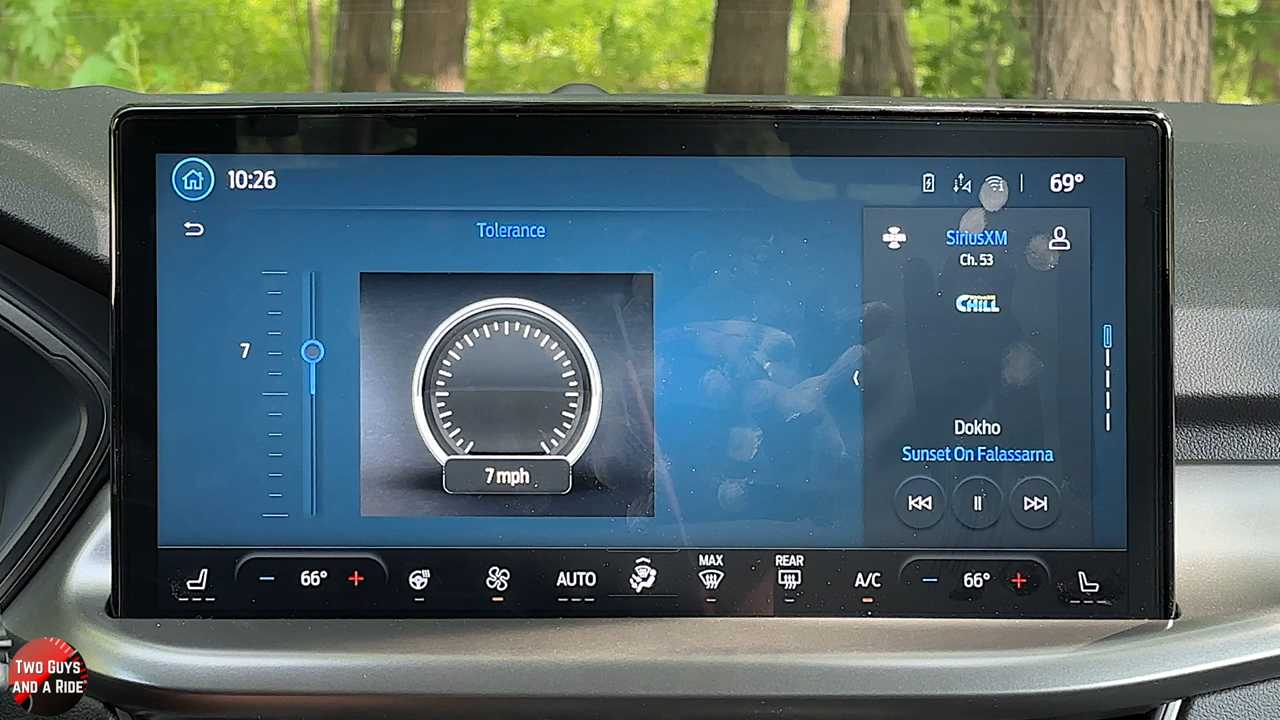 10:26
69°
Tolerance
SiriusXM
Ch. 53
CHILL
7
7 mph
Dokho
Sunset On Falassarna
66°
AUTO
MAX
REAR
A/C
66°
TWO GUYS
AND A RIDE